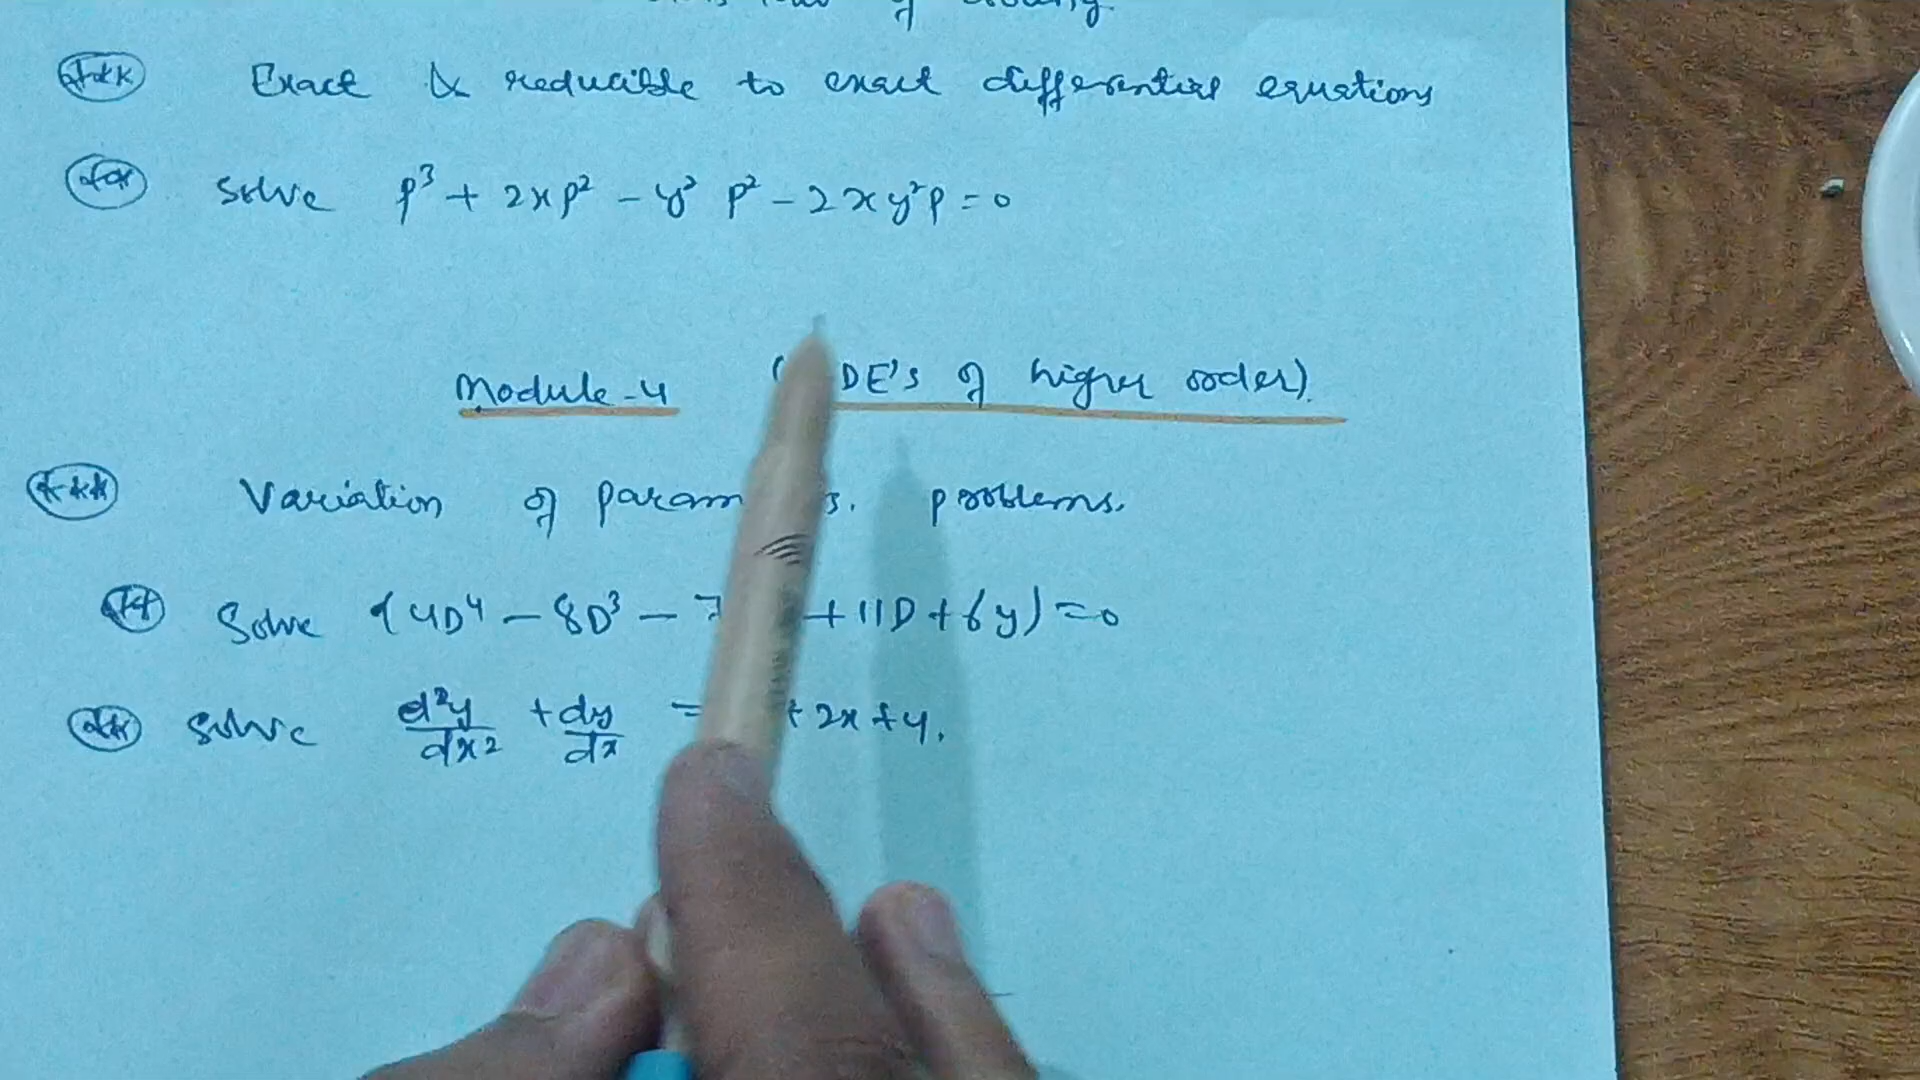 *** Exact & reducible to exact differential equations
** Solve p³ + 2xp² - y² p² - 2xy²p = 0
Module-4 ( DE's of higher order).
*** Variation of problems.
** Solve (4D⁴ - 8D³ - 7 + 11D + 6y) = 0
** Solve d²y/dx² + dy/dx = + 2x + 4.